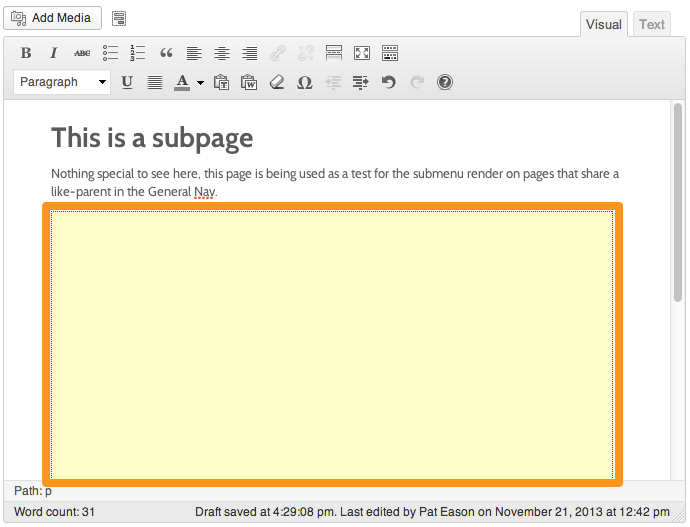 Add Media
Visual Text
B I ABC
Paragraph U A T W Ω ?
This is a subpage
Nothing special to see here, this page is being used as a test for the submenu render on pages that share a
like-parent in the General Nav.
Path: p
Word count: 31 Draft saved at 4:29:08 pm. Last edited by Pat Eason on November 21, 2013 at 12:42 pm